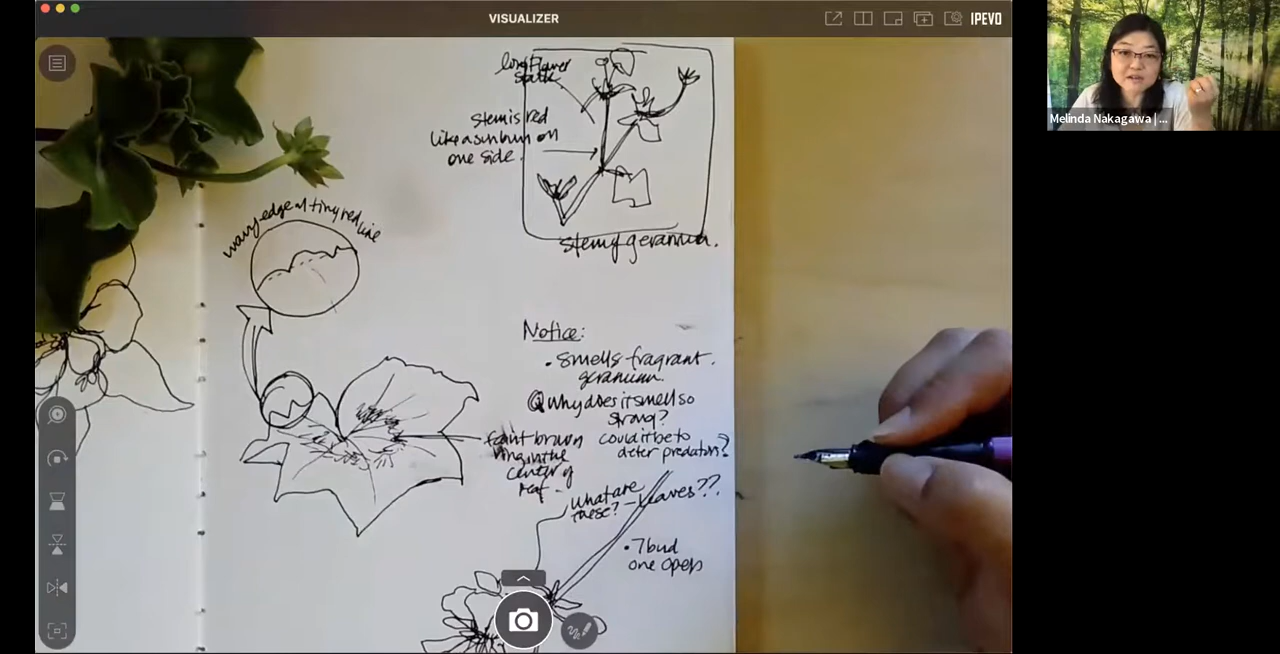 VISUALIZER
IPEVO
Melinda Nakagawa | ...
long flower
stalk
stem is red
like a sunburn on
one side.
stem of geranium.
wavy edge of tiny red line
Notice:
• smells fragrant.
geranium.
Q Why does it smell so
strong?
could it be to
deter predators?
faint brown
ring in the
center of
leaf -
What are
these? - Leaves??
• 7 bud
one opens